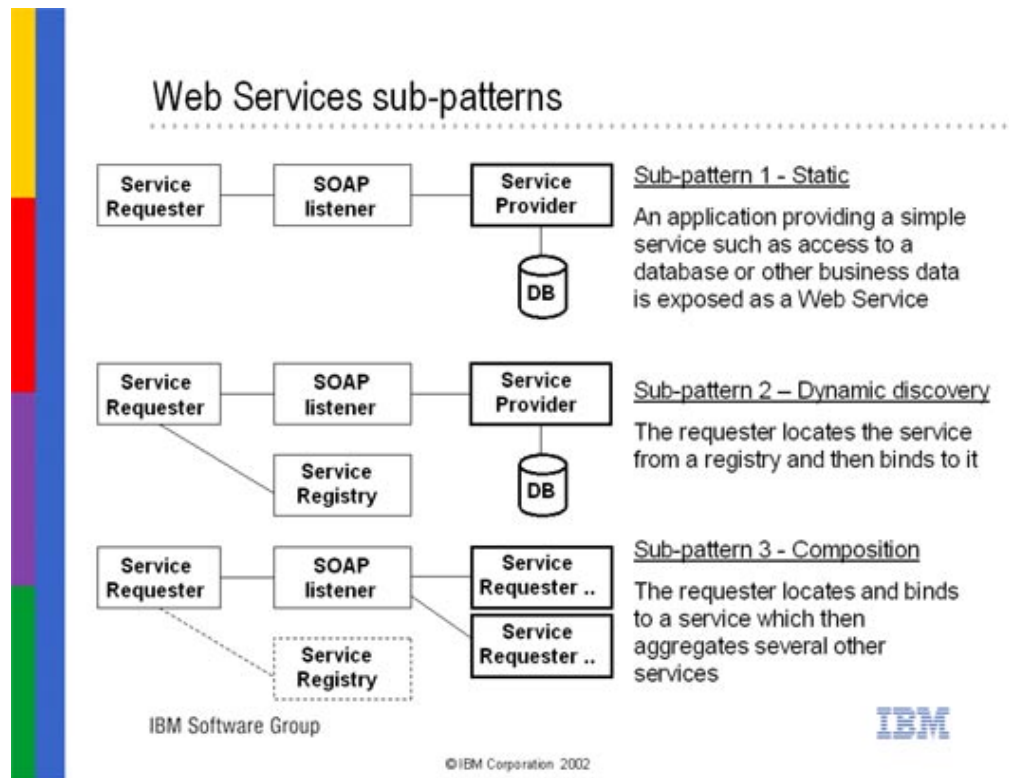 Web Services sub-patterns
Service
Requester
SOAP
listener
Service
Provider
DB
Sub-pattern 1 - Static
An application providing a simple
service such as access to a
database or other business data
is exposed as a Web Service
Service
Requester
SOAP
listener
Service
Provider
Service
Registry
DB
Sub-pattern 2 – Dynamic discovery
The requester locates the service
from a registry and then binds to it
Service
Requester
SOAP
listener
Service
Requester ..
Service
Requester ..
Service
Registry
Sub-pattern 3 - Composition
The requester locates and binds
to a service which then
aggregates several other
services
IBM Software Group
IBM
©IBM Corporation 2002